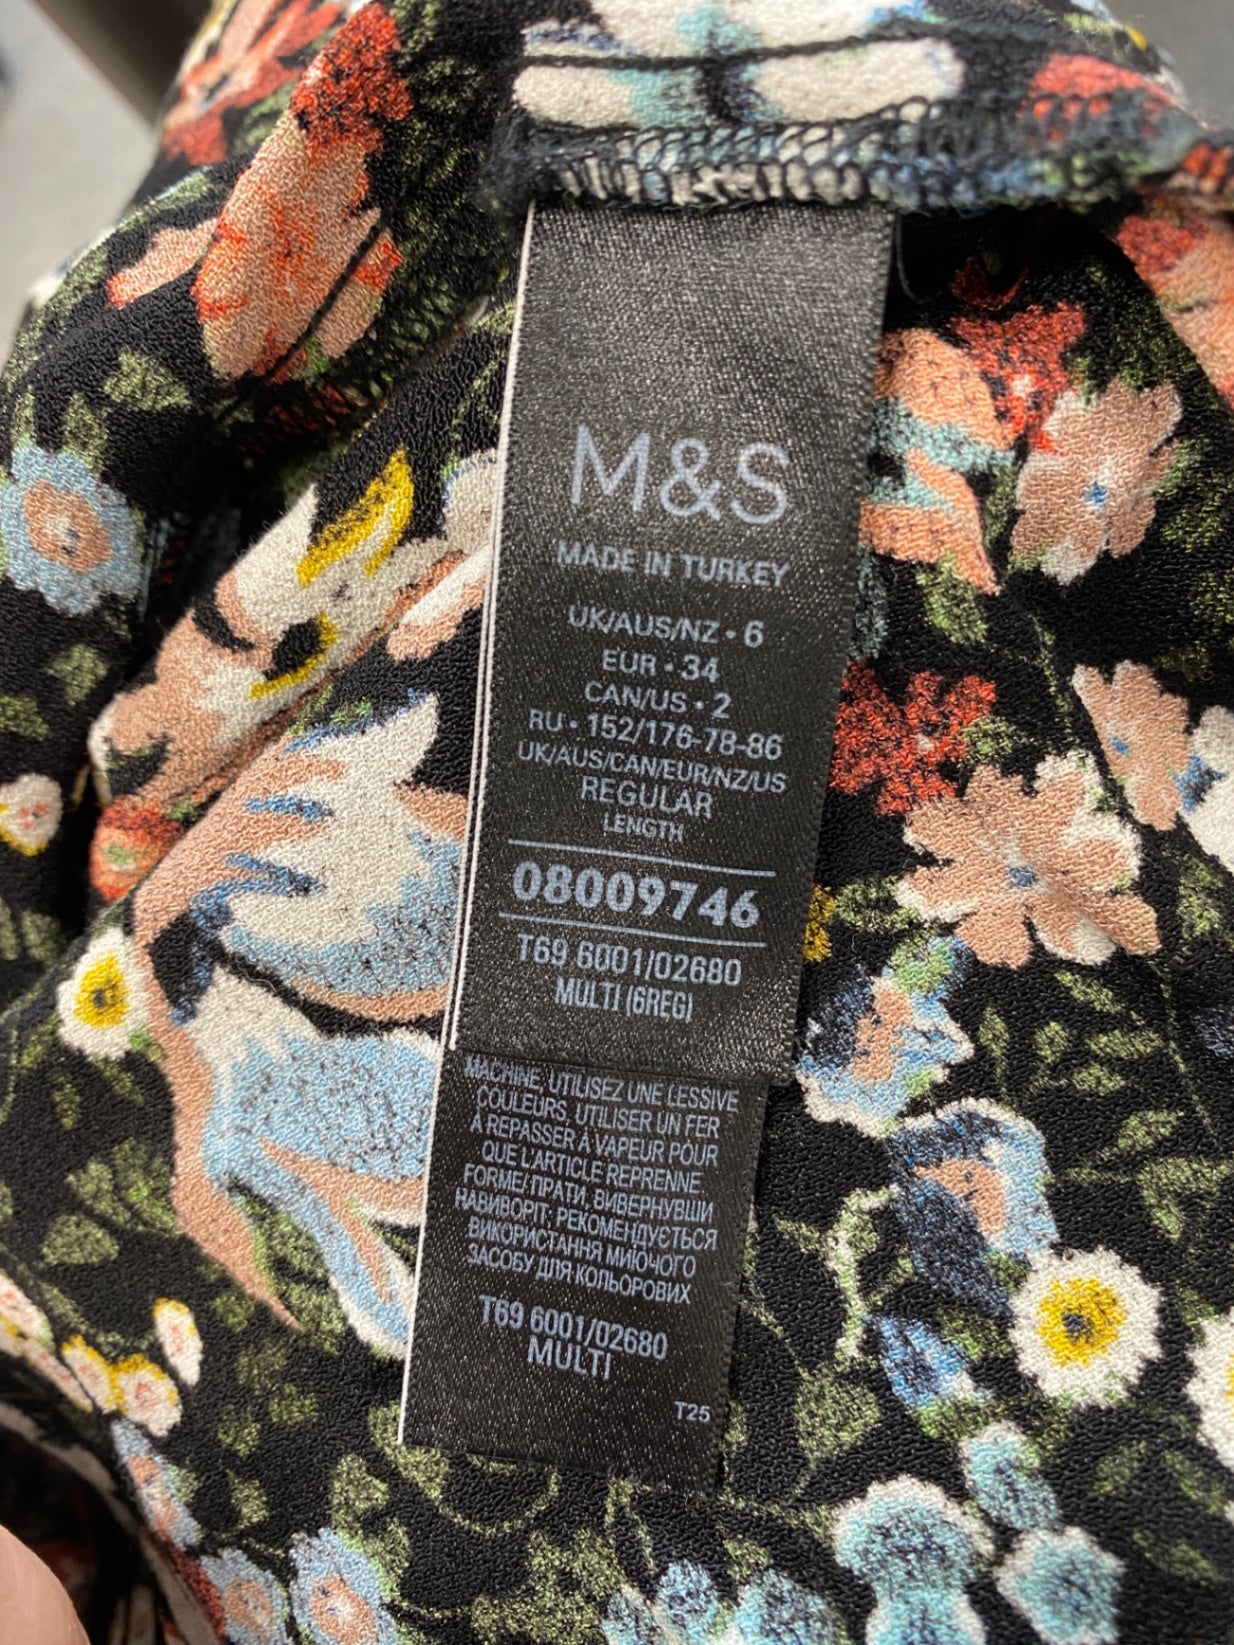 M&S
MADE IN TURKEY
UK/AUS/NZ • 6
EUR • 34
CAN/US • 2
RU • 152/176-78-86
UK/AUS/CAN/EUR/NZ/US
REGULAR
LENGTH
08009746
T69 6001/02680
MULTI (6REG)
MACHINE, UTILISEZ UNE LESSIVE
COULEURS, UTILISER UN FER
À REPASSER À VAPEUR POUR
QUE L'ARTICLE REPRENNE
FORME/ ПРАТИ, ВИВЕРНУВШИ
НАВИВОРІТ, РЕКОМЕНДУЄТЬСЯ
ВИКОРИСТАННЯ МИЮЧОГО
ЗАСОБУ ДЛЯ КОЛЬОРОВИХ
T69 6001/02680
MULTI
T25